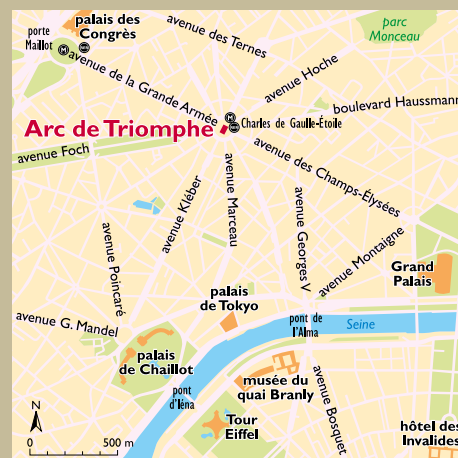 palais des
Congrès
porte
Maillot
M
RER
avenue des Ternes
parc
Monceau
avenue de la Grande Armée
avenue Hoche
boulevard Haussmann
M
RER
Charles de Gaulle-Étoile
Arc de Triomphe
avenue Foch
avenue des Champs-Élysées
avenue Kléber
avenue Marceau
avenue Georges V
avenue Montaigne
avenue Poincaré
Grand
Palais
palais
de Tokyo
pont de
l'Alma
Seine
avenue G. Mandel
palais
de Chaillot
pont
d'Iéna
musée du
quai Branly
avenue Bosquet
Tour
Eiffel
hôtel des
Invalides
N
0 500 m